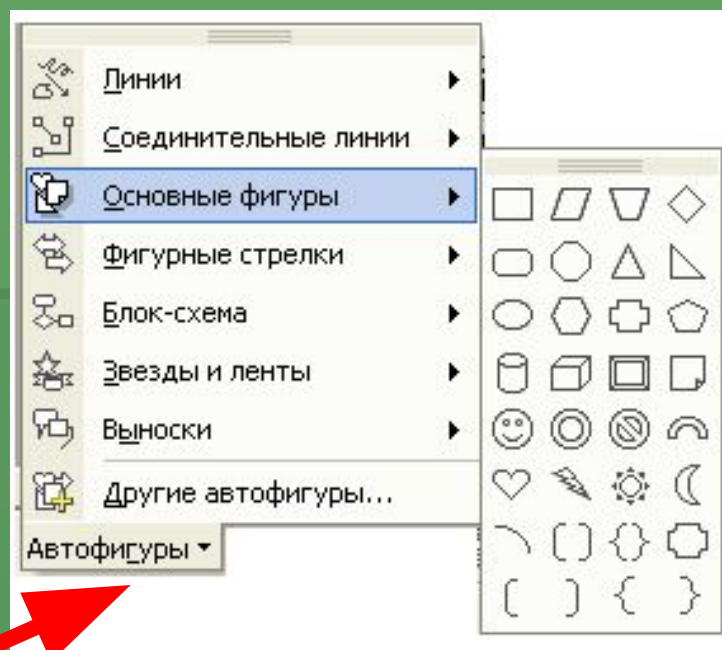 Линии
Соединительные линии
Основные фигуры
Фигурные стрелки
Блок-схема
Звезды и ленты
Выноски
Другие автофигуры...
Автофигуры